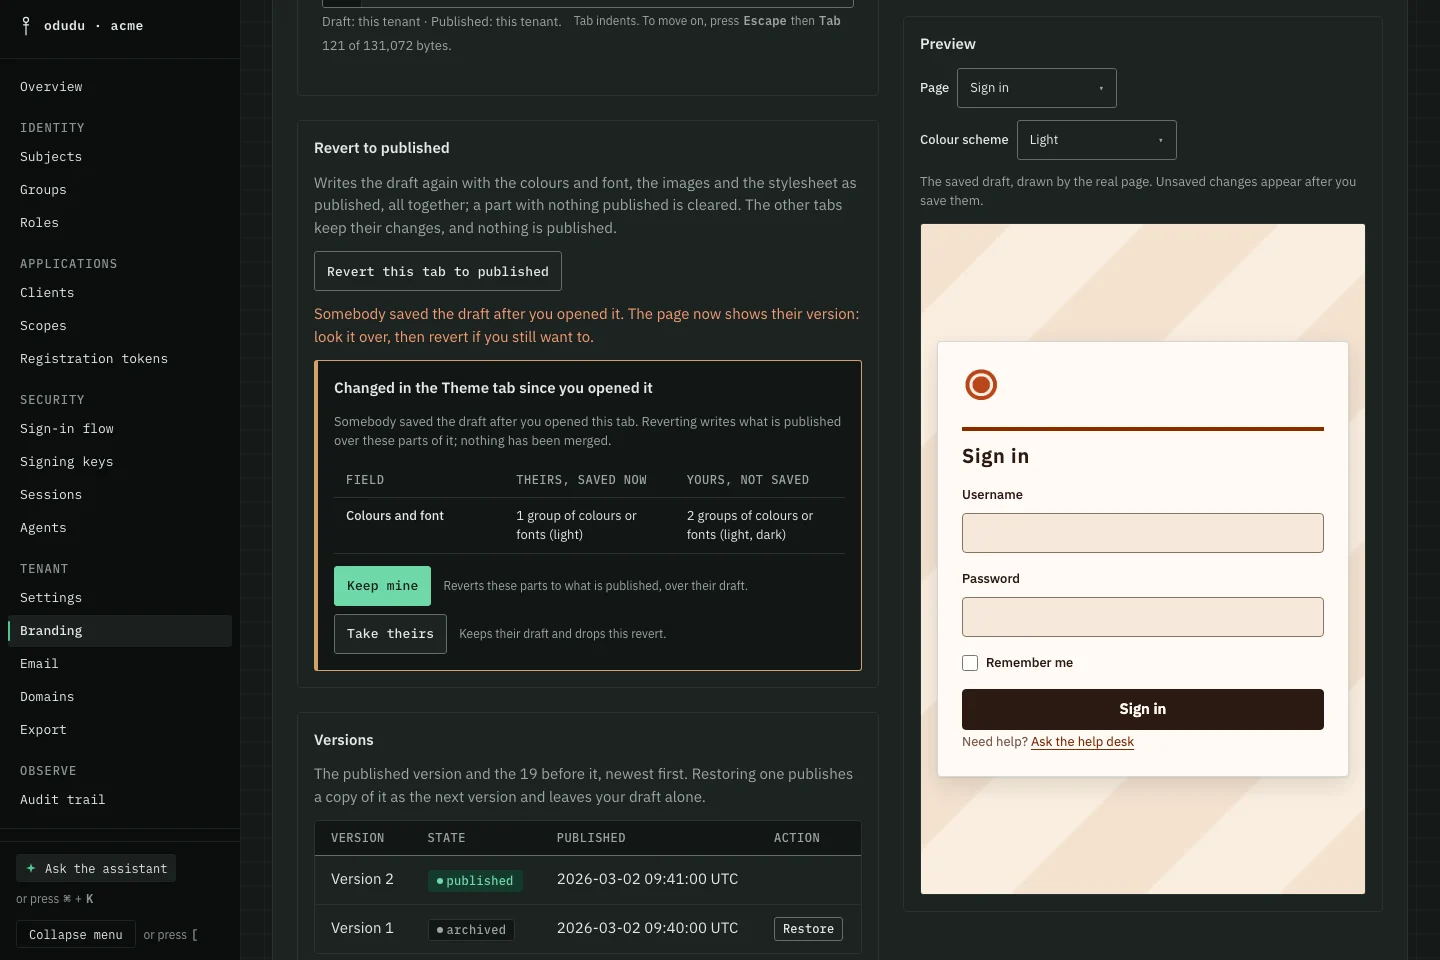 odudu · acme
Overview
IDENTITY
Subjects
Groups
Roles
APPLICATIONS
Clients
Scopes
Registration tokens
SECURITY
Sign-in flow
Signing keys
Sessions
Agents
TENANT
Settings
Branding
Email
Domains
Export
OBSERVE
Audit trail
Ask the assistant
or press ⌘ + K
Collapse menu or press [
Draft: this tenant · Published: this tenant. Tab indents. To move on, press Escape then Tab
121 of 131,072 bytes.
Revert to published
Writes the draft again with the colours and font, the images and the stylesheet as
published, all together; a part with nothing published is cleared. The other tabs
keep their changes, and nothing is published.
Revert this tab to published
Somebody saved the draft after you opened it. The page now shows their version:
look it over, then revert if you still want to.
Changed in the Theme tab since you opened it
Somebody saved the draft after you opened this tab. Reverting writes what is published
over these parts of it; nothing has been merged.
FIELD THEIRS, SAVED NOW YOURS, NOT SAVED
Colours and font 1 group of colours or 2 groups of colours or
fonts (light) fonts (light, dark)
Keep mine Reverts these parts to what is published, over their draft.
Take theirs Keeps their draft and drops this revert.
Versions
The published version and the 19 before it, newest first. Restoring one publishes
a copy of it as the next version and leaves your draft alone.
VERSION STATE PUBLISHED ACTION
Version 2 published 2026-03-02 09:41:00 UTC
Version 1 archived 2026-03-02 09:40:00 UTC Restore
Preview
Page Sign in
Colour scheme Light
The saved draft, drawn by the real page. Unsaved changes appear after you
save them.
Sign in
Username
Password
Remember me
Sign in
Need help? Ask the help desk